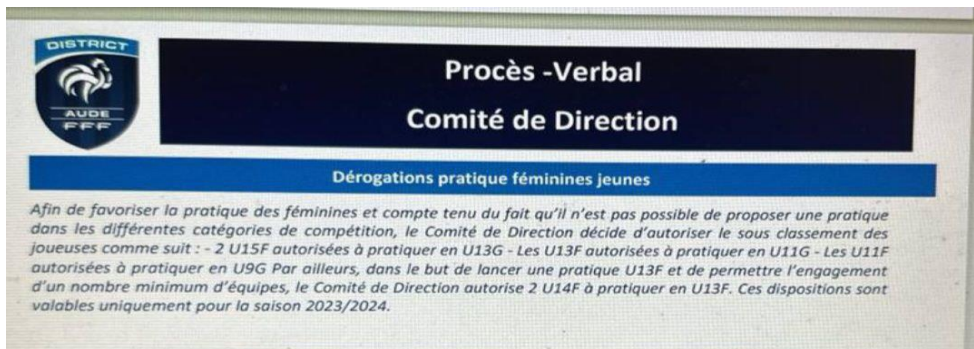 DISTRICT
AUDE
FFF
Procès -Verbal
Comité de Direction
Dérogations pratique féminines jeunes
Afin de favoriser la pratique des féminines et compte tenu du fait qu'il n'est pas possible de proposer une pratique
dans les différentes catégories de compétition, le Comité de Direction décide d'autoriser le sous classement des
joueuses comme suit : - 2 U15F autorisées à pratiquer en U13G - Les U13F autorisées à pratiquer en U11G - Les U11F
autorisées à pratiquer en U9G Par ailleurs, dans le but de lancer une pratique U13F et de permettre l'engagement
d'un nombre minimum d'équipes, le Comité de Direction autorise 2 U14F à pratiquer en U13F. Ces dispositions sont
valables uniquement pour la saison 2023/2024.